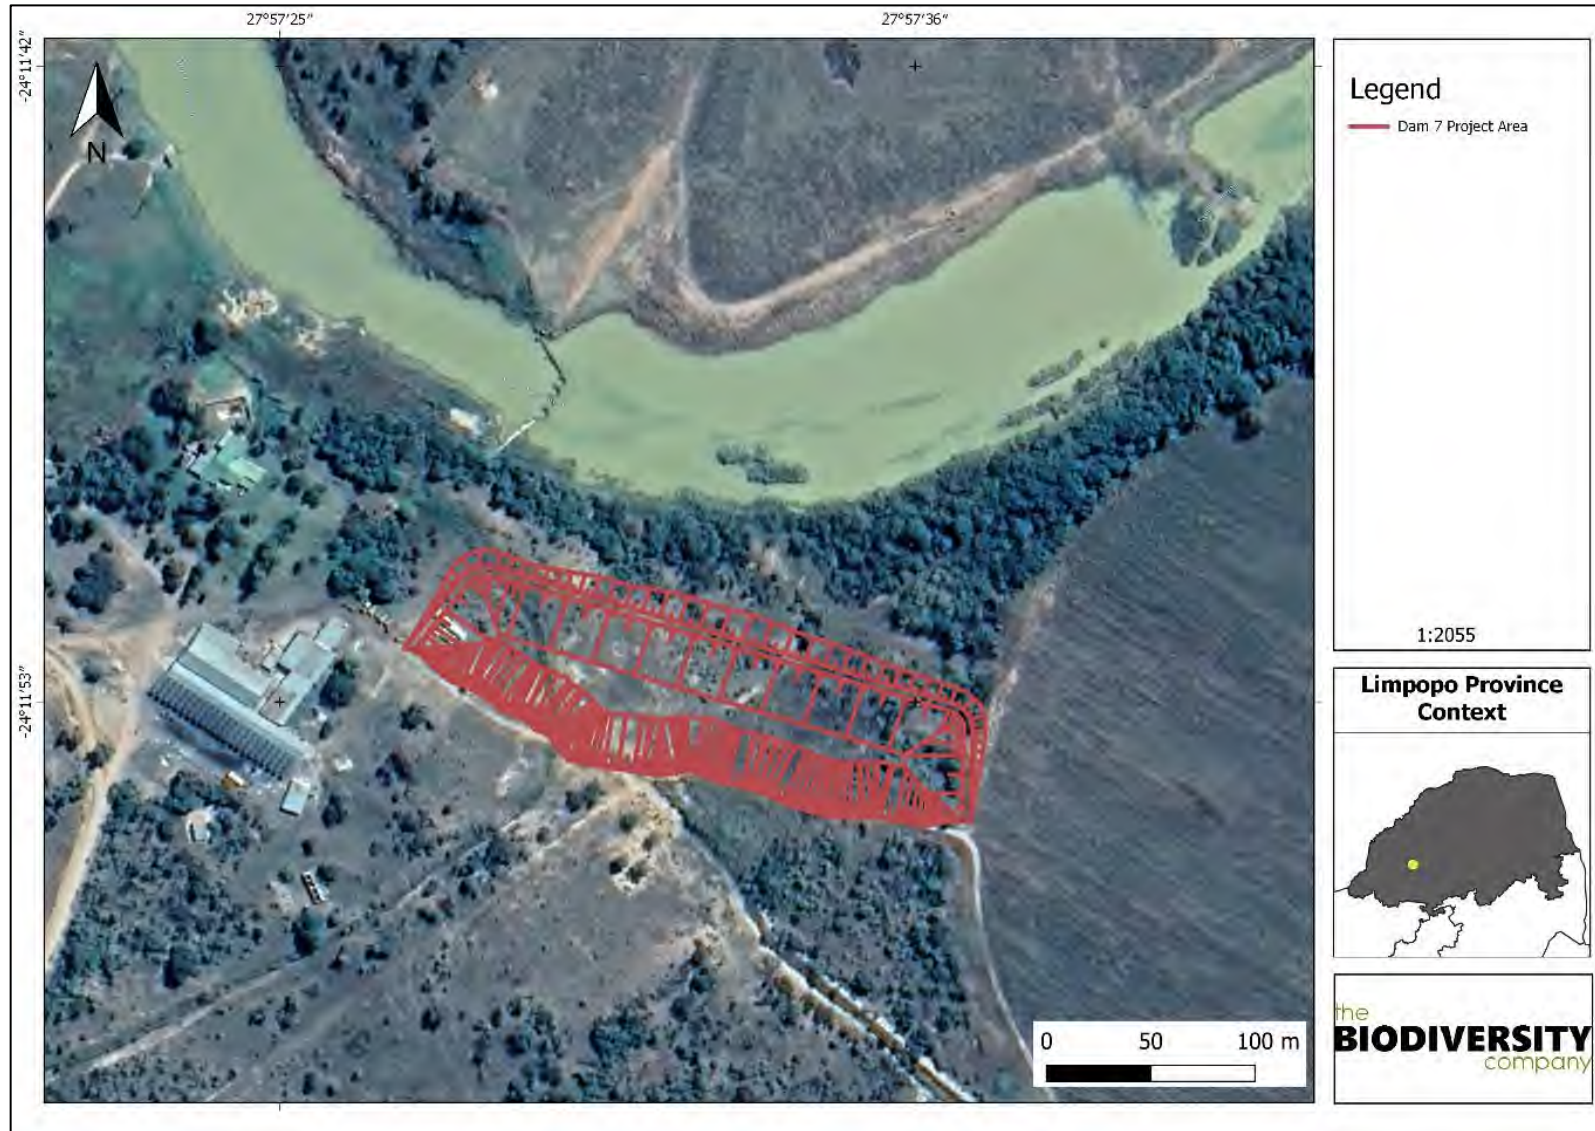 27°57'25"
27°57'36"
-24°11'42"
N
-24°11'53"
Legend
Dam 7 Project Area
1:2055
Limpopo Province
Context
0 50 100 m
the
BIODIVERSITY
company